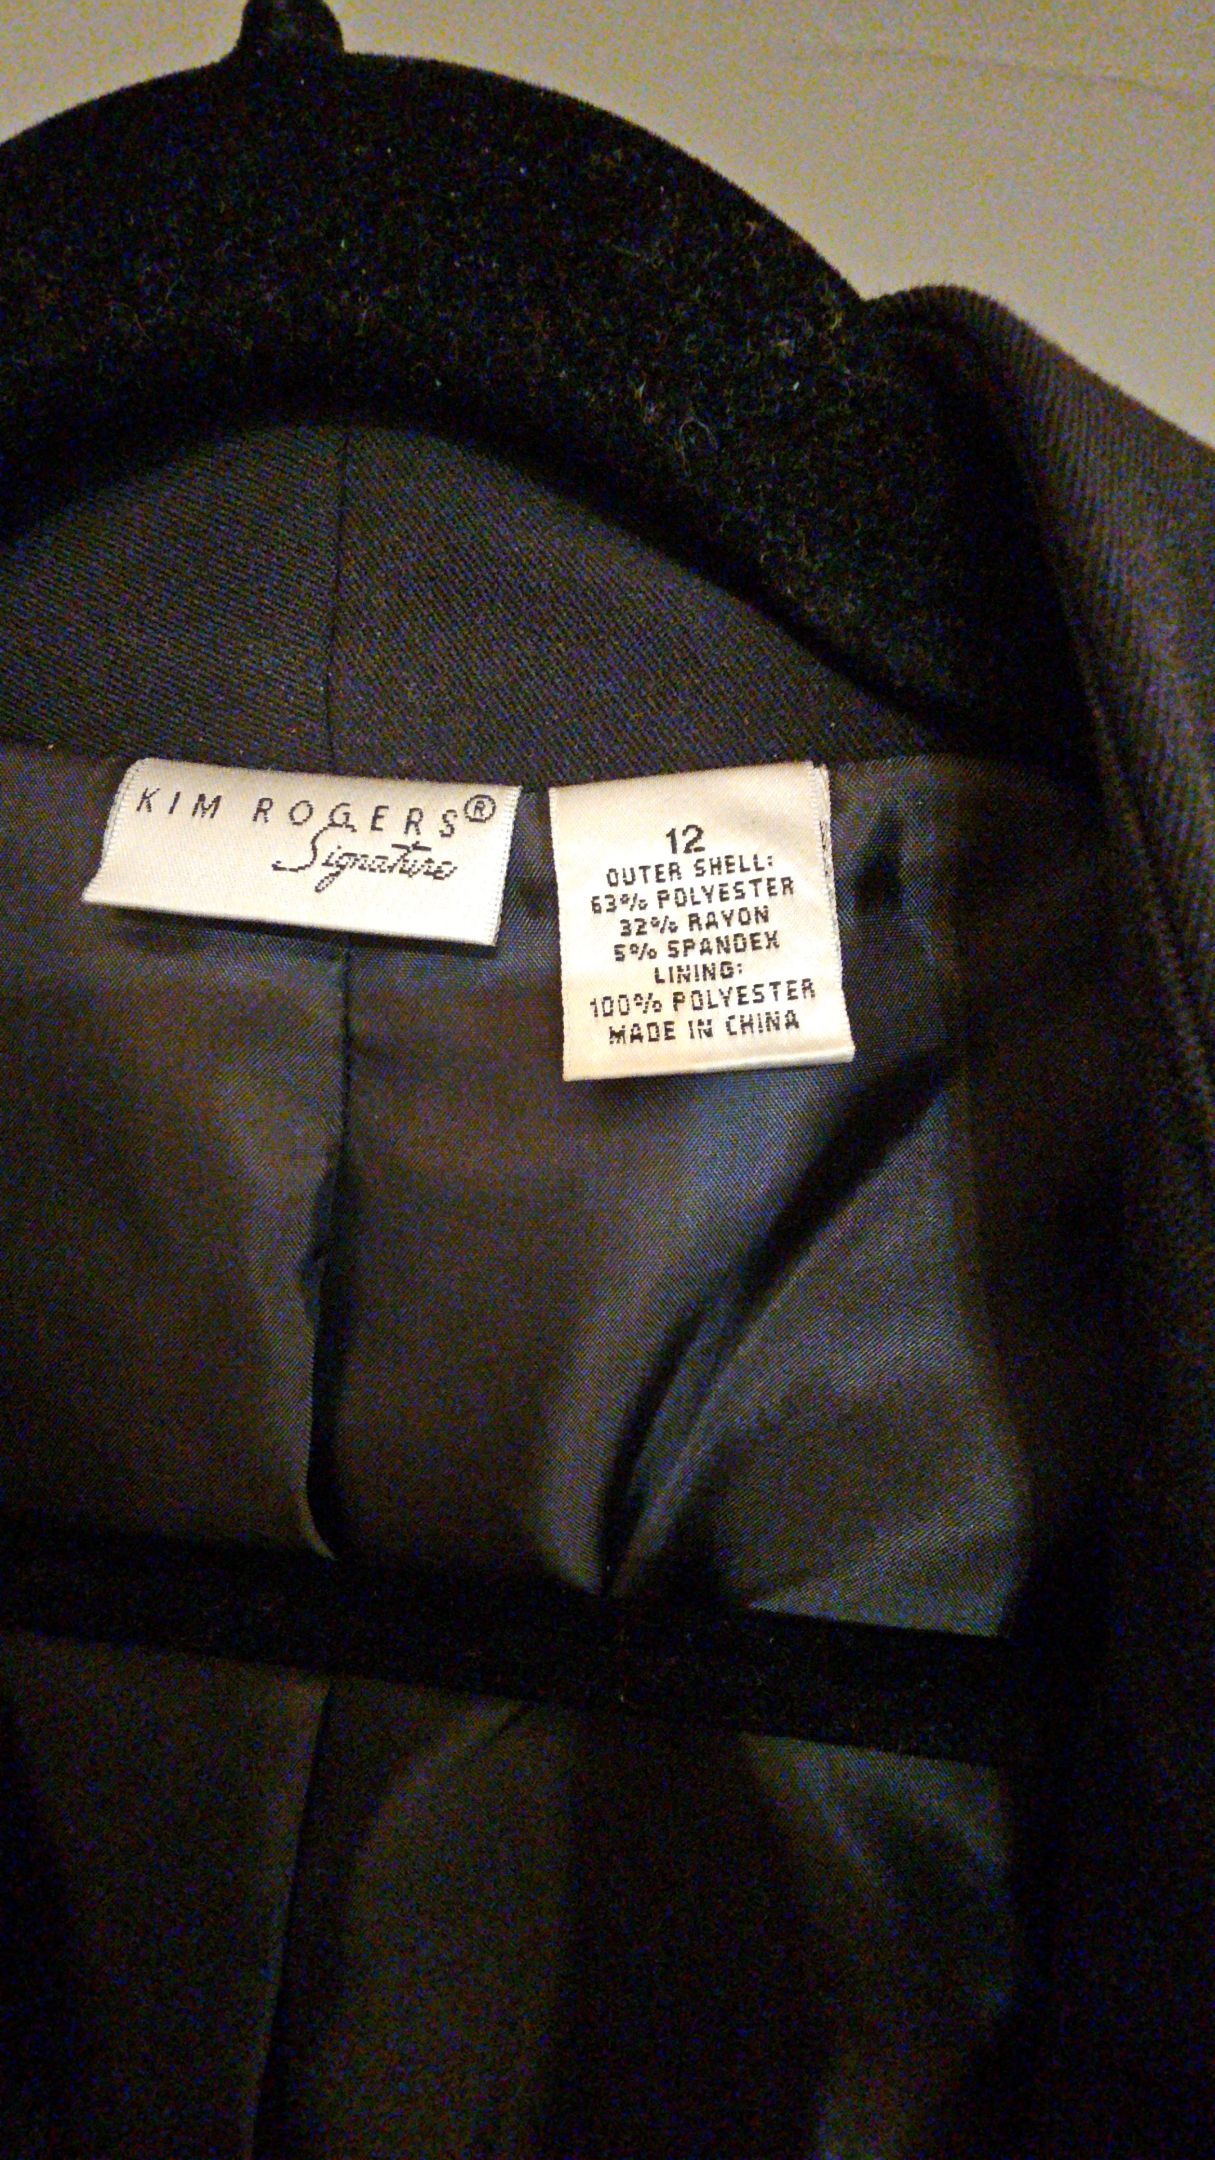 KIM ROGERS®
Signature
12
OUTER SHELL:
63% POLYESTER
32% RAYON
5% SPANDEX
LINING:
100% POLYESTER
MADE IN CHINA